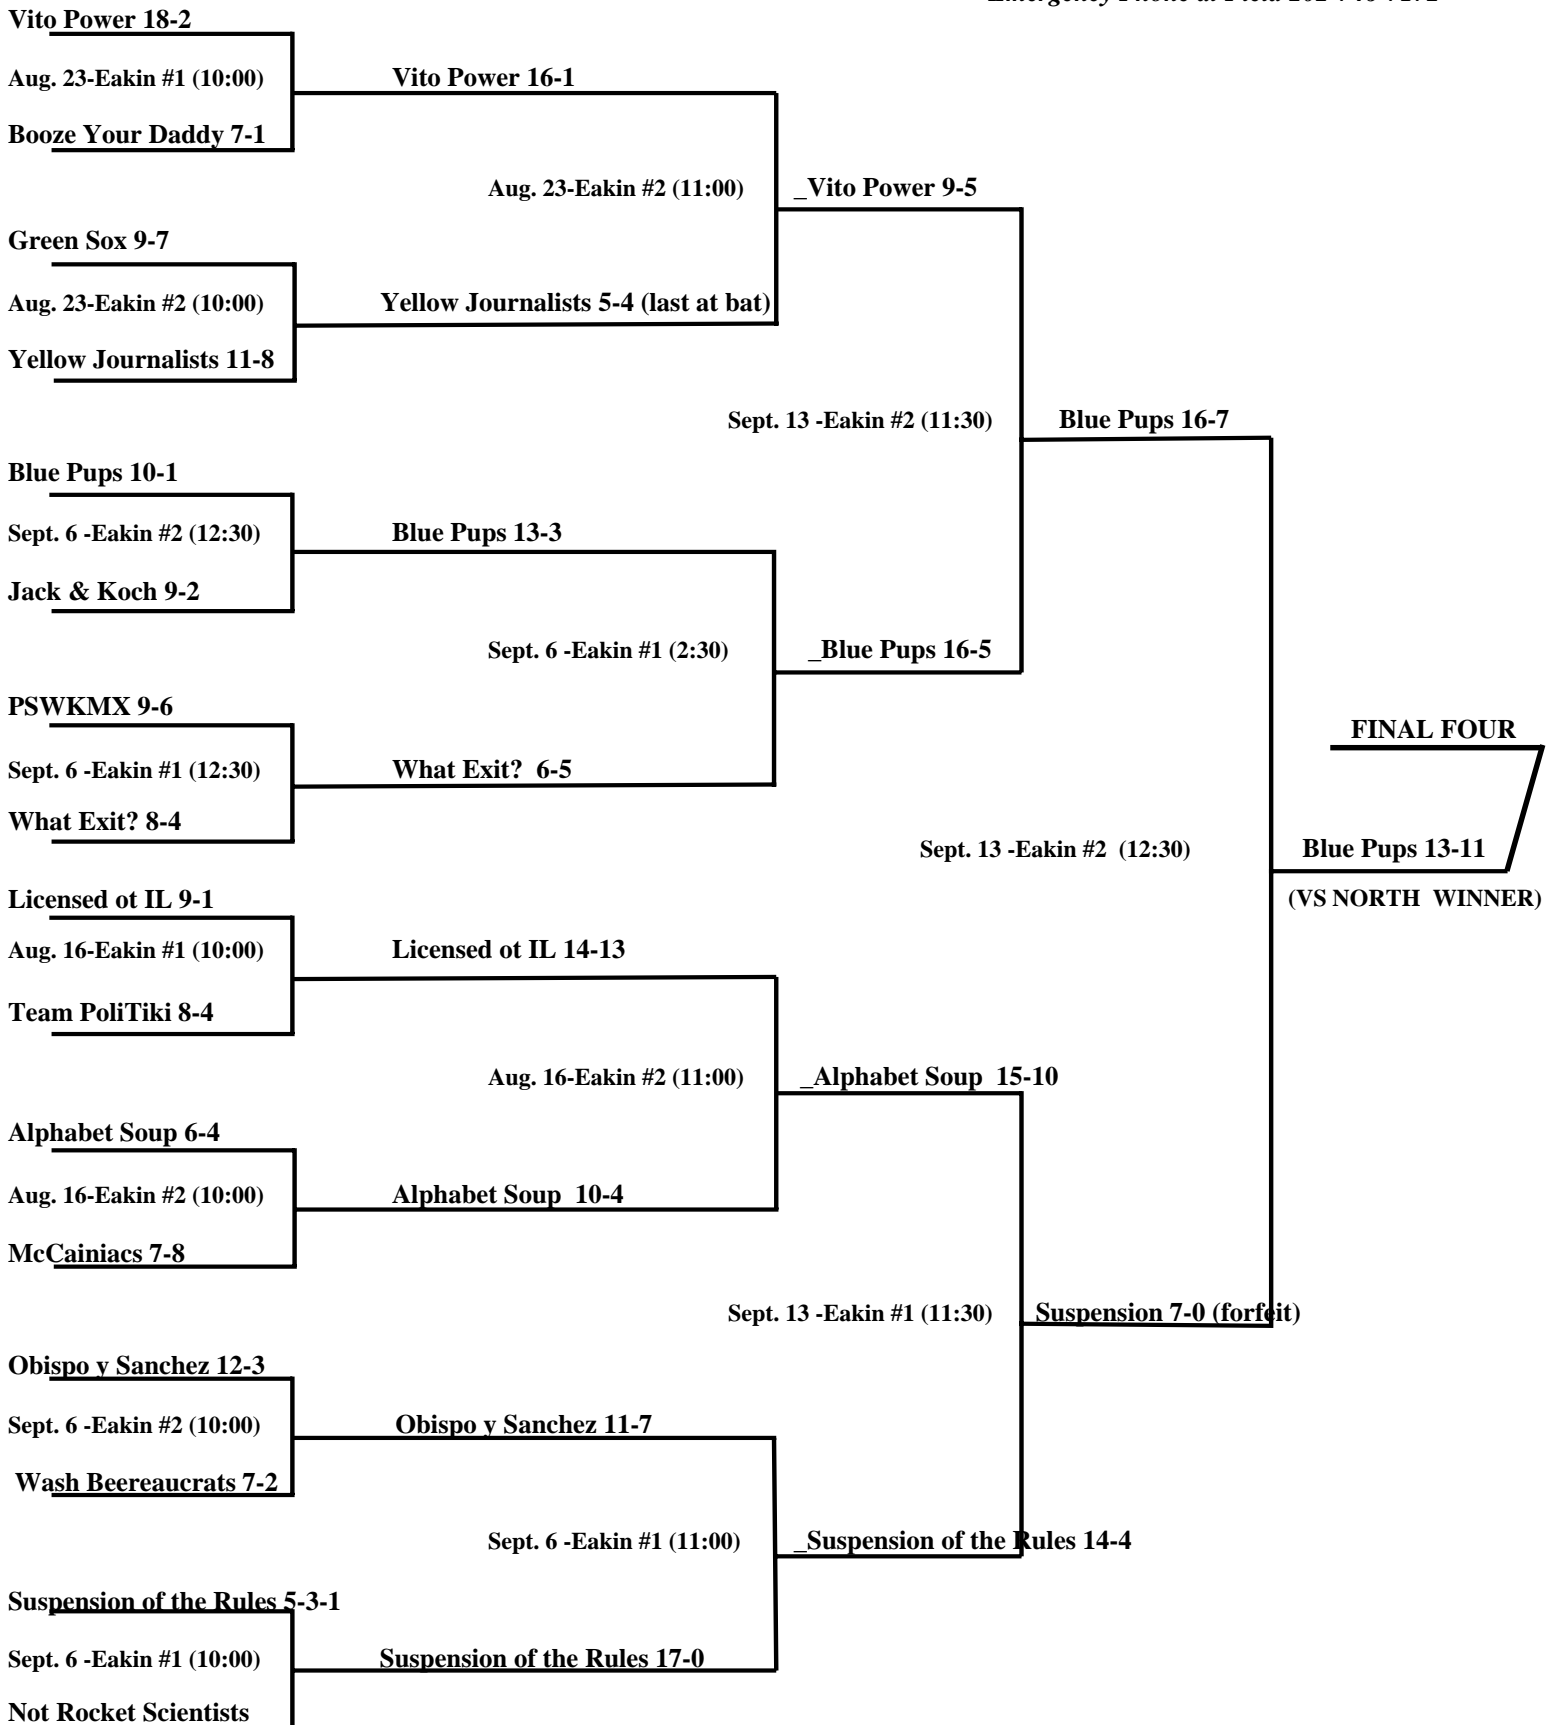 Vito Power 18-2
Aug. 23-Eakin #1 (10:00)
Vito Power 16-1
Booze Your Daddy 7-1
Aug. 23-Eakin #2 (11:00)
_Vito Power 9-5
Green Sox 9-7
Aug. 23-Eakin #2 (10:00)
Yellow Journalists 5-4 (last at bat)
Yellow Journalists 11-8
Sept. 13 -Eakin #2 (11:30)
Blue Pups 16-7
Blue Pups 10-1
Sept. 6 -Eakin #2 (12:30)
Blue Pups 13-3
Jack & Koch 9-2
Sept. 6 -Eakin #1 (2:30)
_Blue Pups 16-5
PSWKMX 9-6
FINAL FOUR
Sept. 6 -Eakin #1 (12:30)
What Exit?  6-5
What Exit? 8-4
Sept. 13 -Eakin #2  (12:30)
Blue Pups 13-11
Licensed ot IL 9-1
(VS NORTH  WINNER)
Aug. 16-Eakin #1 (10:00)
Licensed ot IL 14-13
Team PoliTiki 8-4
Aug. 16-Eakin #2 (11:00)
_Alphabet Soup  15-10
Alphabet Soup 6-4
Aug. 16-Eakin #2 (10:00)
Alphabet Soup  10-4
McCainiacs 7-8
Sept. 13 -Eakin #1 (11:30)
Suspension 7-0 (forfeit)
Obispo y Sanchez 12-3
Sept. 6 -Eakin #2 (10:00)
Obispo y Sanchez 11-7
Wash Beereaucrats 7-2
Sept. 6 -Eakin #1 (11:00)
_Suspension of the Rules 14-4
Suspension of the Rules 5-3-1
Sept. 6 -Eakin #1 (10:00)
Suspension of the Rules 17-0
Not Rocket Scientists